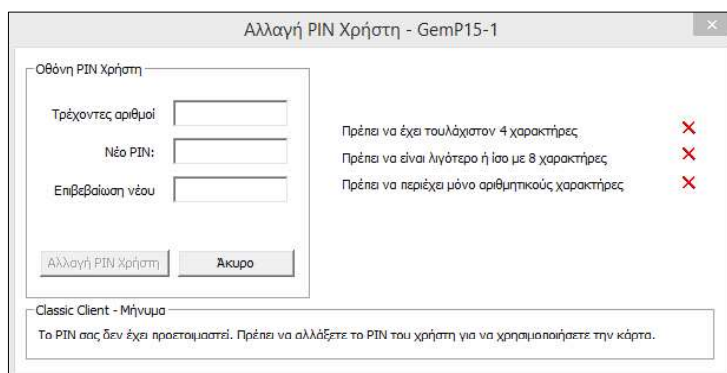 Αλλαγή PIN Χρήστη - GemP15-1
Οθόνη PIN Χρήστη
Τρέχοντες αριθμοί
Νέο PIN:
Επιβεβαίωση νέου
Πρέπει να έχει τουλάχιστον 4 χαρακτήρες
Πρέπει να είναι λιγότερο ή ίσο με 8 χαρακτήρες
Πρέπει να περιέχει μόνο αριθμητικούς χαρακτήρες
Αλλαγή PIN Χρήστη
Άκυρο
Classic Client - Μήνυμα
Το PIN σας δεν έχει προετοιμαστεί. Πρέπει να αλλάξετε το PIN του χρήστη για να χρησιμοποιήσετε την κάρτα.